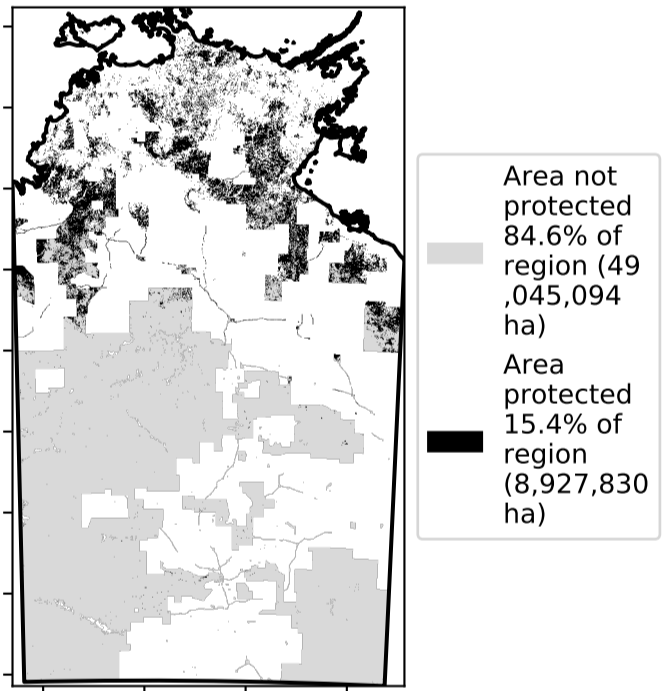 Area not
protected
84.6% of
region (49
,045,094
ha)
Area
protected
15.4% of
region
(8,927,830
ha)